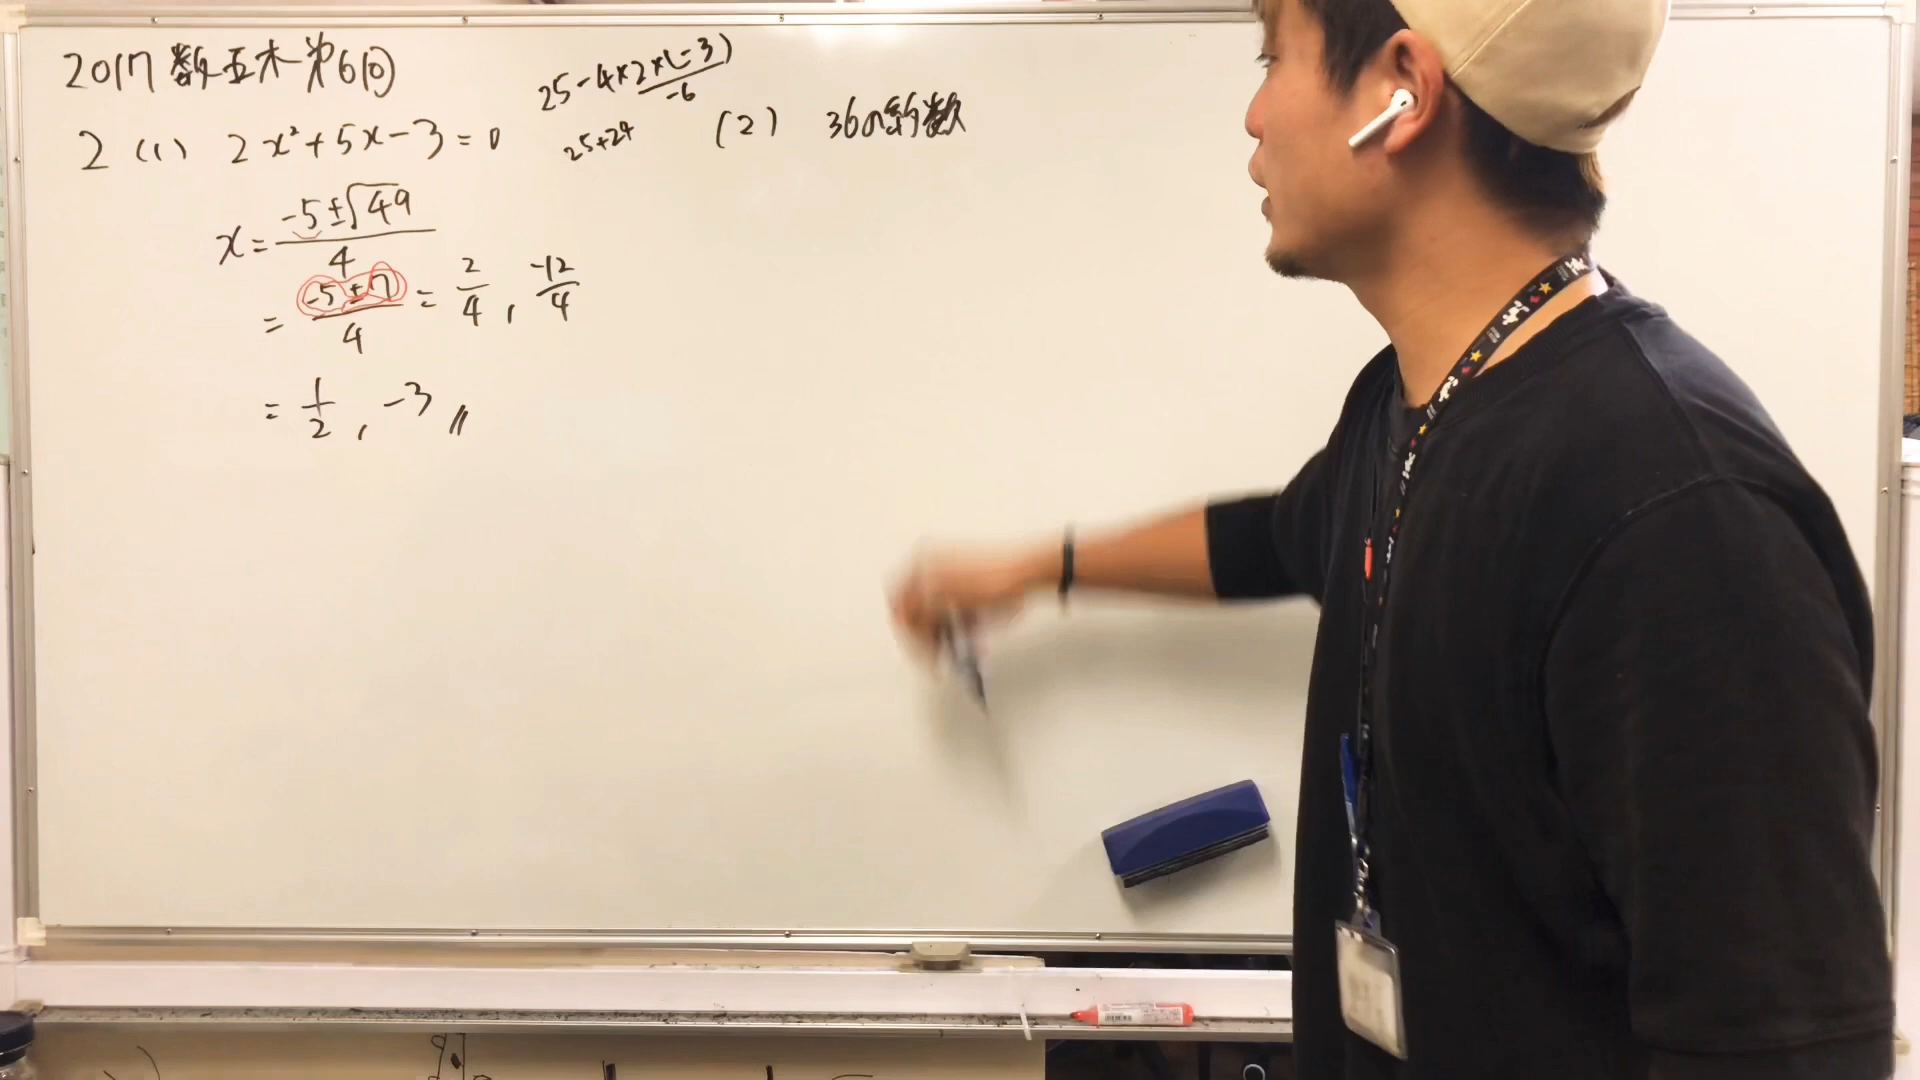 2017 数 五木 第6回
2 (1) 2x²+5x-3=0
x = -5±√49 / 4
= -5±7 / 4 = 2/4 , -12/4
= 1/2 , -3 〃
25-4×2×(-3)
-6
25+24
(2) 36の約数